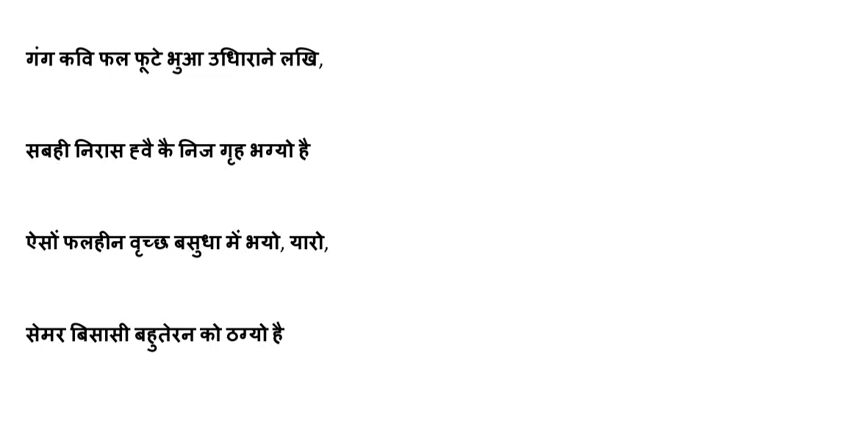 गंग कवि फल फूटे भुआ उधिाराने लखि,
सबही निरास ह्वै कै निज गृह भग्यो है
ऐसों फलहीन वृच्छ बसुधा में भयो, यारो,
सेमर बिसासी बहुतेरन को ठग्यो है